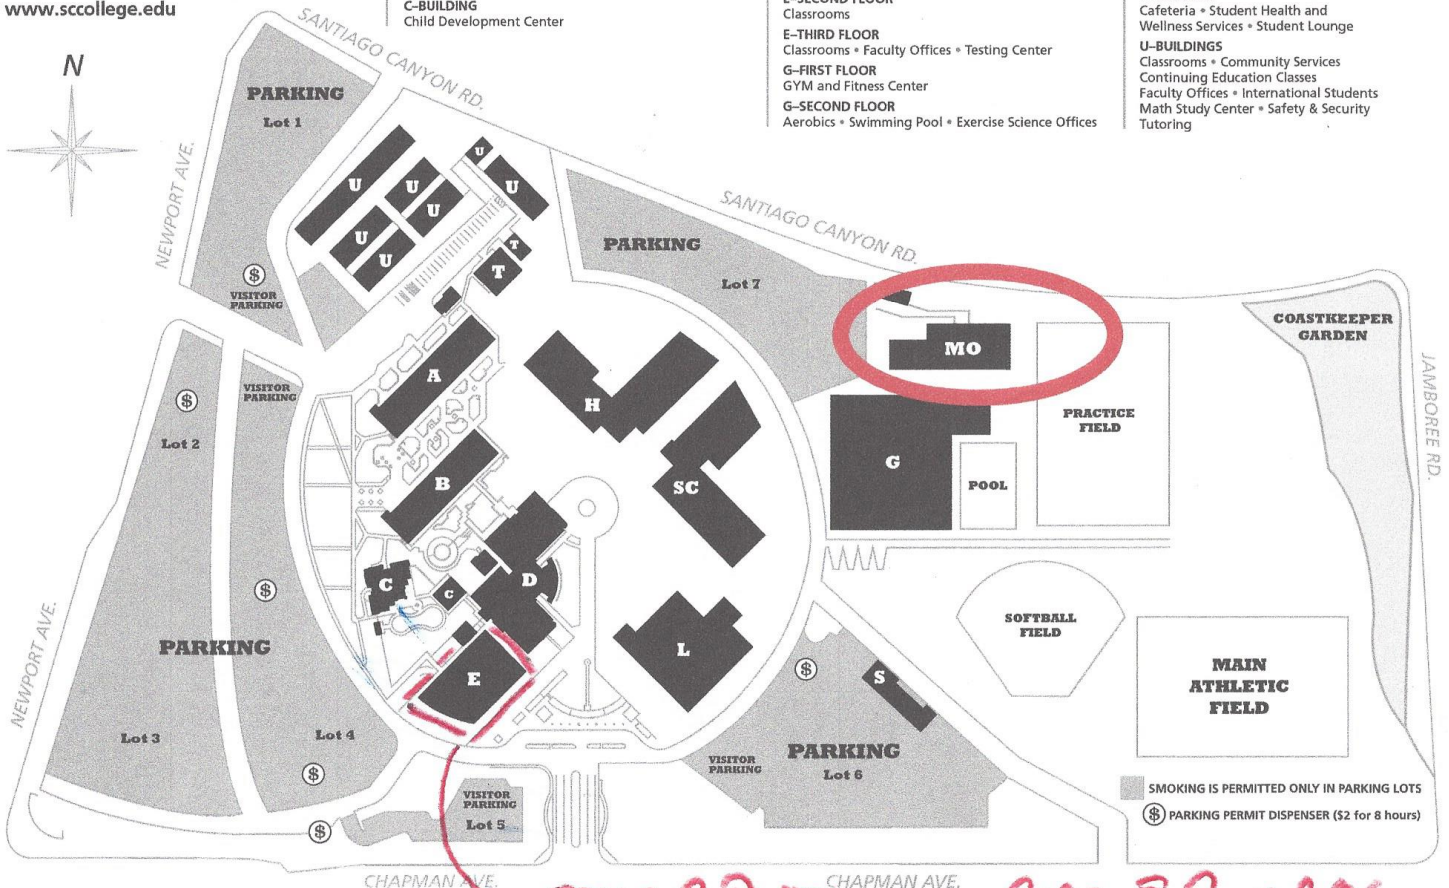 www.sccollege.edu
C–BUILDING
Child Development Center
E–SECOND FLOOR
Classrooms
E–THIRD FLOOR
Classrooms • Faculty Offices • Testing Center
G–FIRST FLOOR
GYM and Fitness Center
G–SECOND FLOOR
Aerobics • Swimming Pool • Exercise Science Offices
Cafeteria • Student Health and
Wellness Services • Student Lounge
U–BUILDINGS
Classrooms • Community Services
Continuing Education Classes
Faculty Offices • International Students
Math Study Center • Safety & Security
Tutoring
N
SANTIAGO CANYON RD.
PARKING
Lot 1
NEWPORT AVE.
U
U
U
U
U
U
U
T
T
$
VISITOR
PARKING
SANTIAGO CANYON RD.
PARKING
Lot 7
MO
COASTKEEPER
GARDEN
JAMBOREE RD.
A
H
VISITOR
PARKING
$
Lot 2
PRACTICE
FIELD
G
POOL
B
SC
C
C
D
$
PARKING
NEWPORT AVE.
L
E
SOFTBALL
FIELD
MAIN
ATHLETIC
FIELD
$
S
Lot 3
Lot 4
$
VISITOR
PARKING
PARKING
Lot 6
VISITOR
PARKING
Lot 5
$
SMOKING IS PERMITTED ONLY IN PARKING LOTS
$ PARKING PERMIT DISPENSER ($2 for 8 hours)
CHAPMAN AVE.
CHAPMAN AVE.